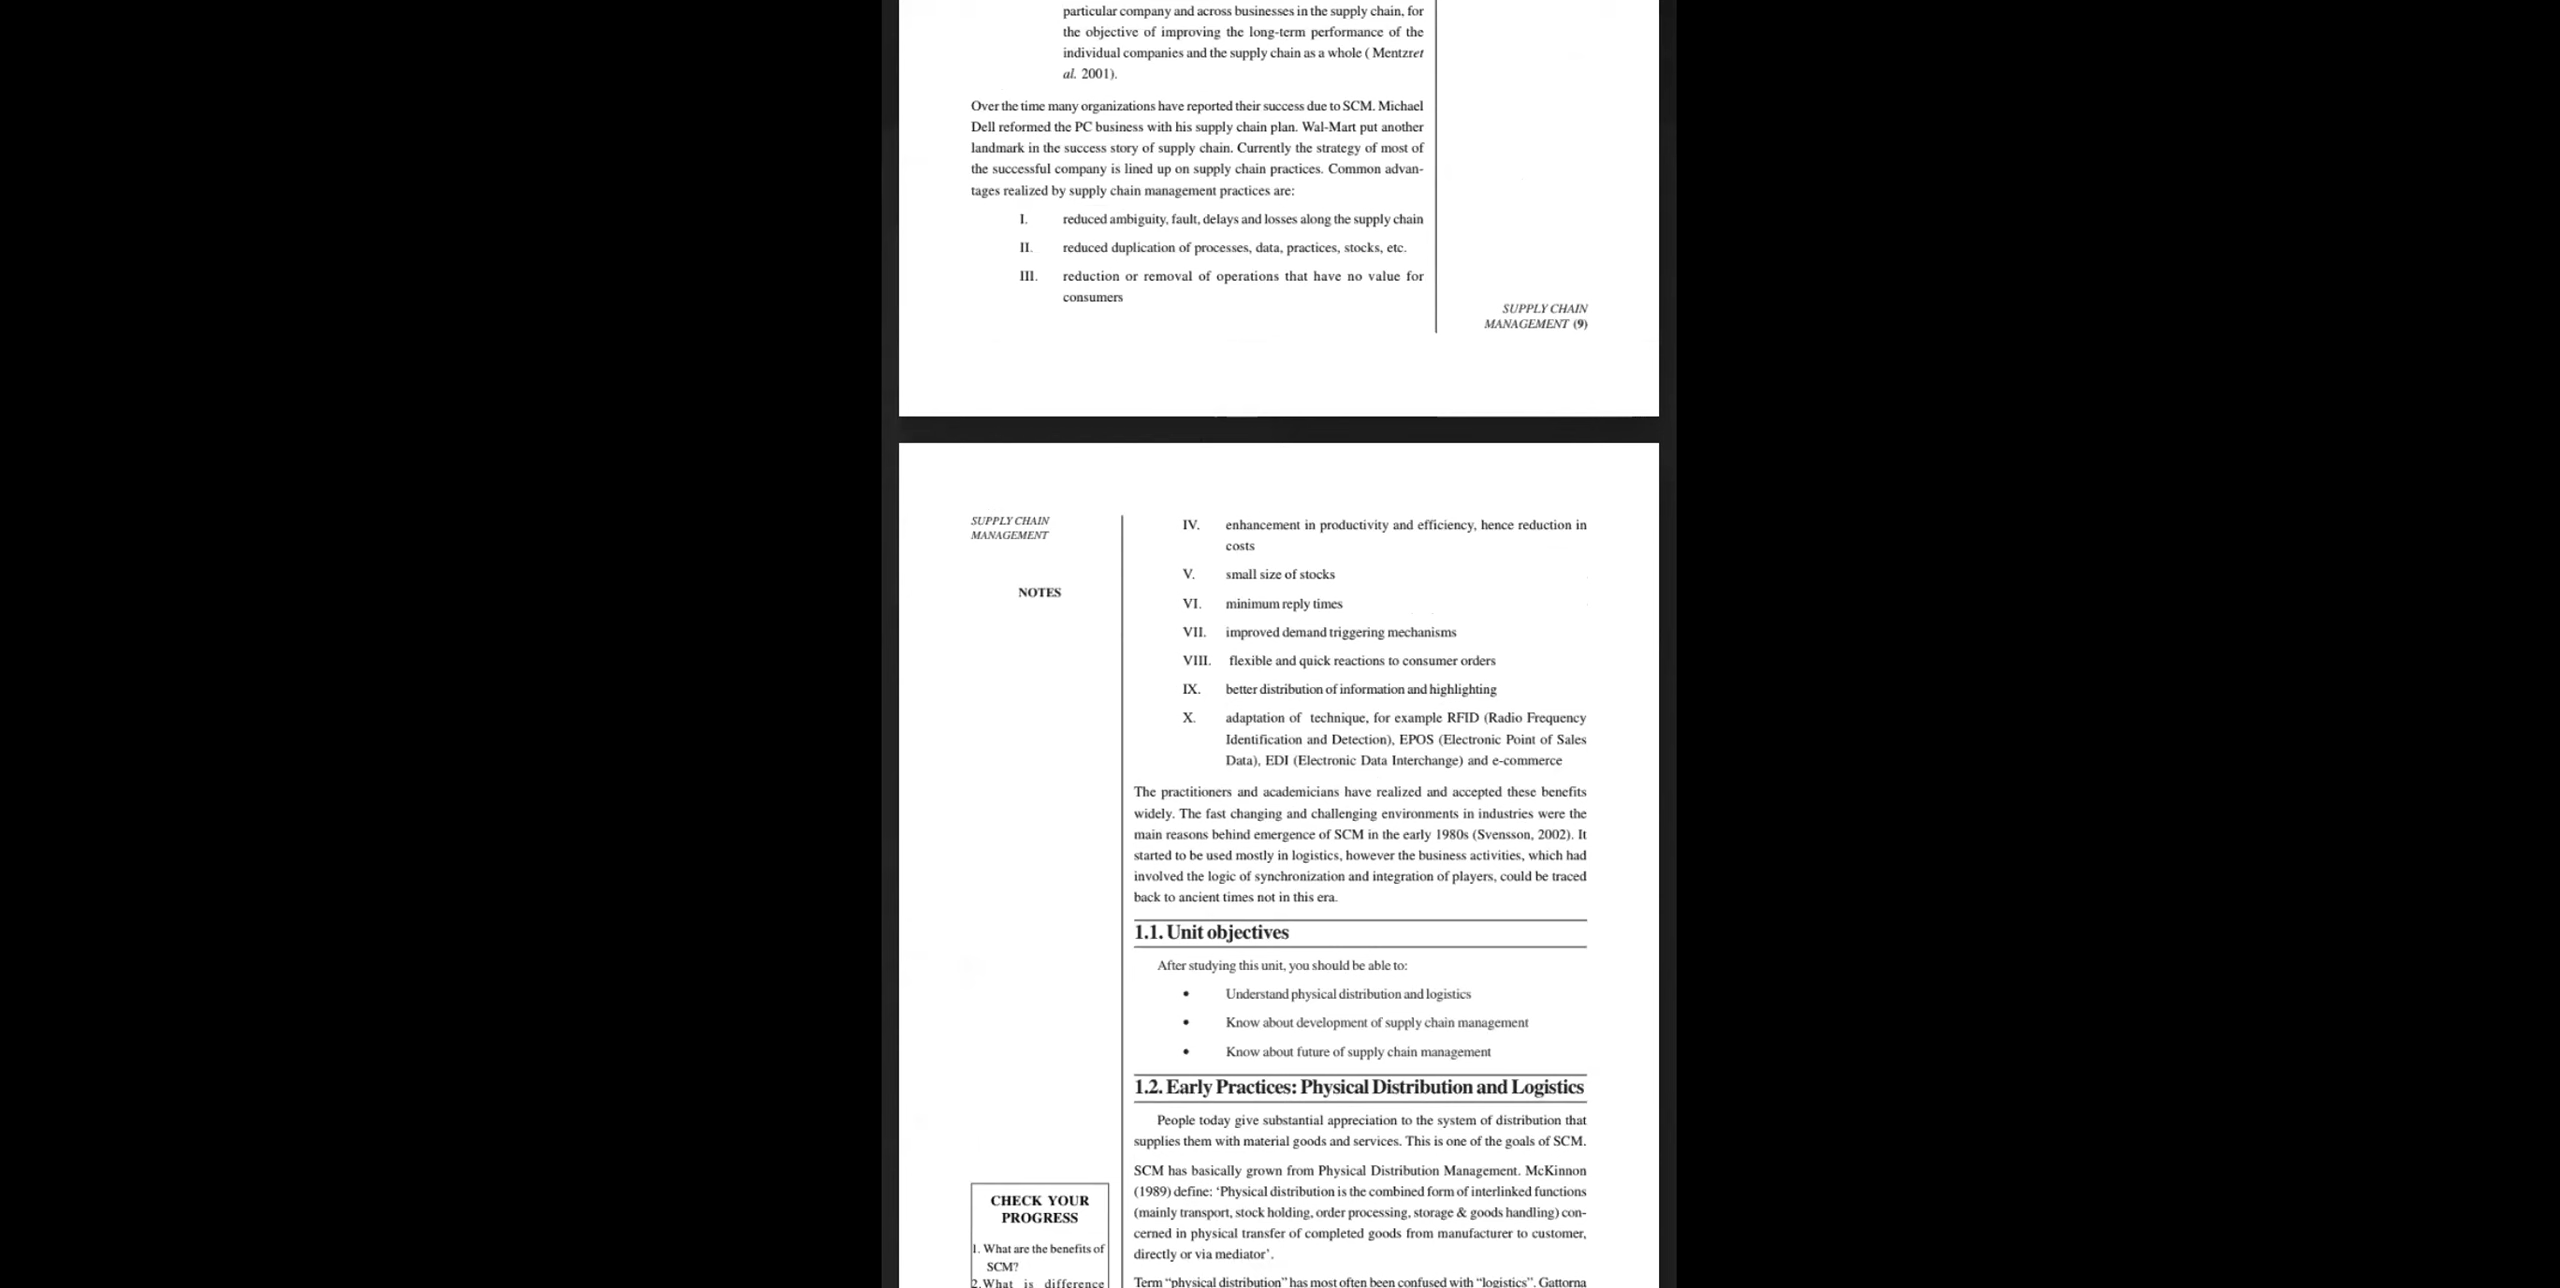 particular company and across businesses in the supply chain, for
the objective of improving the long-term performance of the
individual companies and the supply chain as a whole ( Mentzret
al. 2001).
Over the time many organizations have reported their success due to SCM. Michael
Dell reformed the PC business with his supply chain plan. Wal-Mart put another
landmark in the success story of supply chain. Currently the strategy of most of
the successful company is lined up on supply chain practices. Common advan-
tages realized by supply chain management practices are:
I. reduced ambiguity, fault, delays and losses along the supply chain
II. reduced duplication of processes, data, practices, stocks, etc.
III. reduction or removal of operations that have no value for
consumers
SUPPLY CHAIN
MANAGEMENT (9)
SUPPLY CHAIN
MANAGEMENT
NOTES
IV. enhancement in productivity and efficiency, hence reduction in
costs
V. small size of stocks
VI. minimum reply times
VII. improved demand triggering mechanisms
VIII. flexible and quick reactions to consumer orders
IX. better distribution of information and highlighting
X. adaptation of technique, for example RFID (Radio Frequency
Identification and Detection), EPOS (Electronic Point of Sales
Data), EDI (Electronic Data Interchange) and e-commerce
The practitioners and academicians have realized and accepted these benefits
widely. The fast changing and challenging environments in industries were the
main reasons behind emergence of SCM in the early 1980s (Svensson, 2002). It
started to be used mostly in logistics, however the business activities, which had
involved the logic of synchronization and integration of players, could be traced
back to ancient times not in this era.
1.1. Unit objectives
After studying this unit, you should be able to:
• Understand physical distribution and logistics
• Know about development of supply chain management
• Know about future of supply chain management
1.2. Early Practices: Physical Distribution and Logistics
People today give substantial appreciation to the system of distribution that
supplies them with material goods and services. This is one of the goals of SCM.
SCM has basically grown from Physical Distribution Management. McKinnon
(1989) define: ‘Physical distribution is the combined form of interlinked functions
(mainly transport, stock holding, order processing, storage & goods handling) con-
cerned in physical transfer of completed goods from manufacturer to customer,
directly or via mediator’.
Term “physical distribution” has most often been confused with “logistics”. Gattorna
CHECK YOUR
PROGRESS
1. What are the benefits of
SCM?
2.What is difference